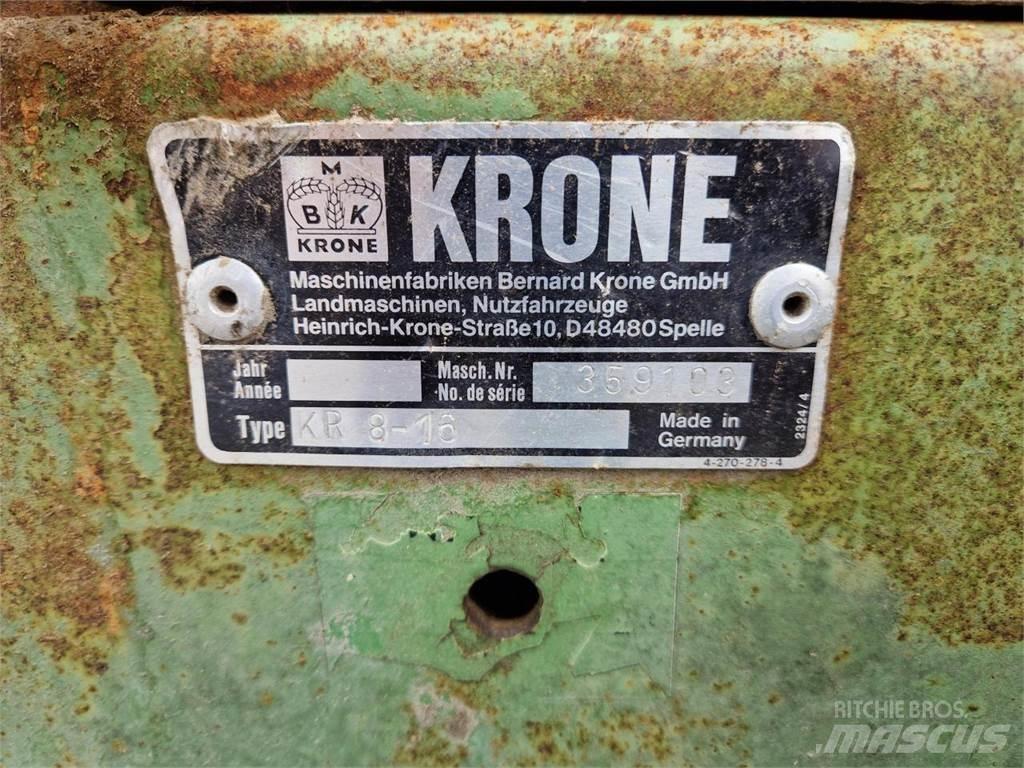 M
B K
KRONE
KRONE
Maschinenfabriken Bernard Krone GmbH
Landmaschinen, Nutzfahrzeuge
Heinrich-Krone-Straße10, D48480 Spelle
Jahr
Année
Masch. Nr.
No. de série
359103
Type KR 8-16
Made in
Germany
2324/4
4-270-278-4
RITCHIE BROS.
MASCUS